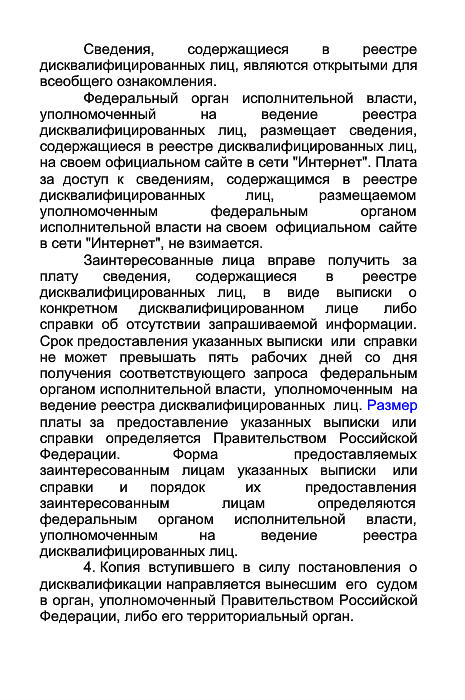 Сведения, содержащиеся в реестре
дисквалифицированных лиц, являются открытыми для
всеобщего ознакомления.
Федеральный орган исполнительной власти,
уполномоченный на ведение реестра
дисквалифицированных лиц, размещает сведения,
содержащиеся в реестре дисквалифицированных лиц,
на своем официальном сайте в сети "Интернет". Плата
за доступ к сведениям, содержащимся в реестре
дисквалифицированных лиц, размещаемом
уполномоченным федеральным органом
исполнительной власти на своем официальном сайте
в сети "Интернет", не взимается.
Заинтересованные лица вправе получить за
плату сведения, содержащиеся в реестре
дисквалифицированных лиц, в виде выписки о
конкретном дисквалифицированном лице либо
справки об отсутствии запрашиваемой информации.
Срок предоставления указанных выписки или справки
не может превышать пять рабочих дней со дня
получения соответствующего запроса федеральным
органом исполнительной власти, уполномоченным на
ведение реестра дисквалифицированных лиц. Размер
платы за предоставление указанных выписки или
справки определяется Правительством Российской
Федерации. Форма предоставляемых
заинтересованным лицам указанных выписки или
справки и порядок их предоставления
заинтересованным лицам определяются
федеральным органом исполнительной власти,
уполномоченным на ведение реестра
дисквалифицированных лиц.
4. Копия вступившего в силу постановления о
дисквалификации направляется вынесшим его судом
в орган, уполномоченный Правительством Российской
Федерации, либо его территориальный орган.